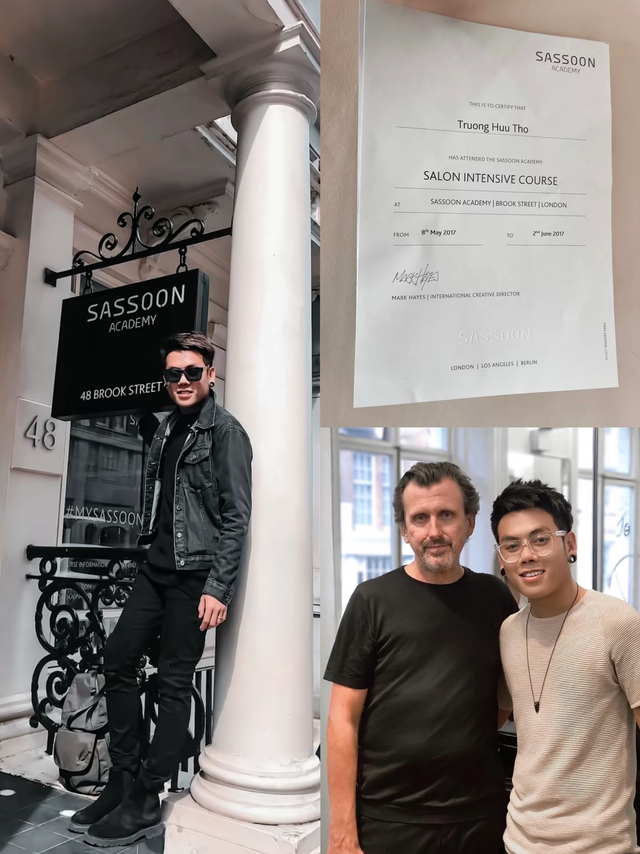 SASSOON
ACADEMY
48 BROOK STREET
48
#MYSASSOON
SASSOON
ACADEMY
THIS IS TO CERTIFY THAT
Truong Huu Tho
HAS ATTENDED THE SASSOON ACADEMY
SALON INTENSIVE COURSE
AT SASSOON ACADEMY | BROOK STREET | LONDON
FROM 8th May 2017 TO 2nd June 2017
MARK HAYES | INTERNATIONAL CREATIVE DIRECTOR
SASSOON
LONDON | LOS ANGELES | BERLIN